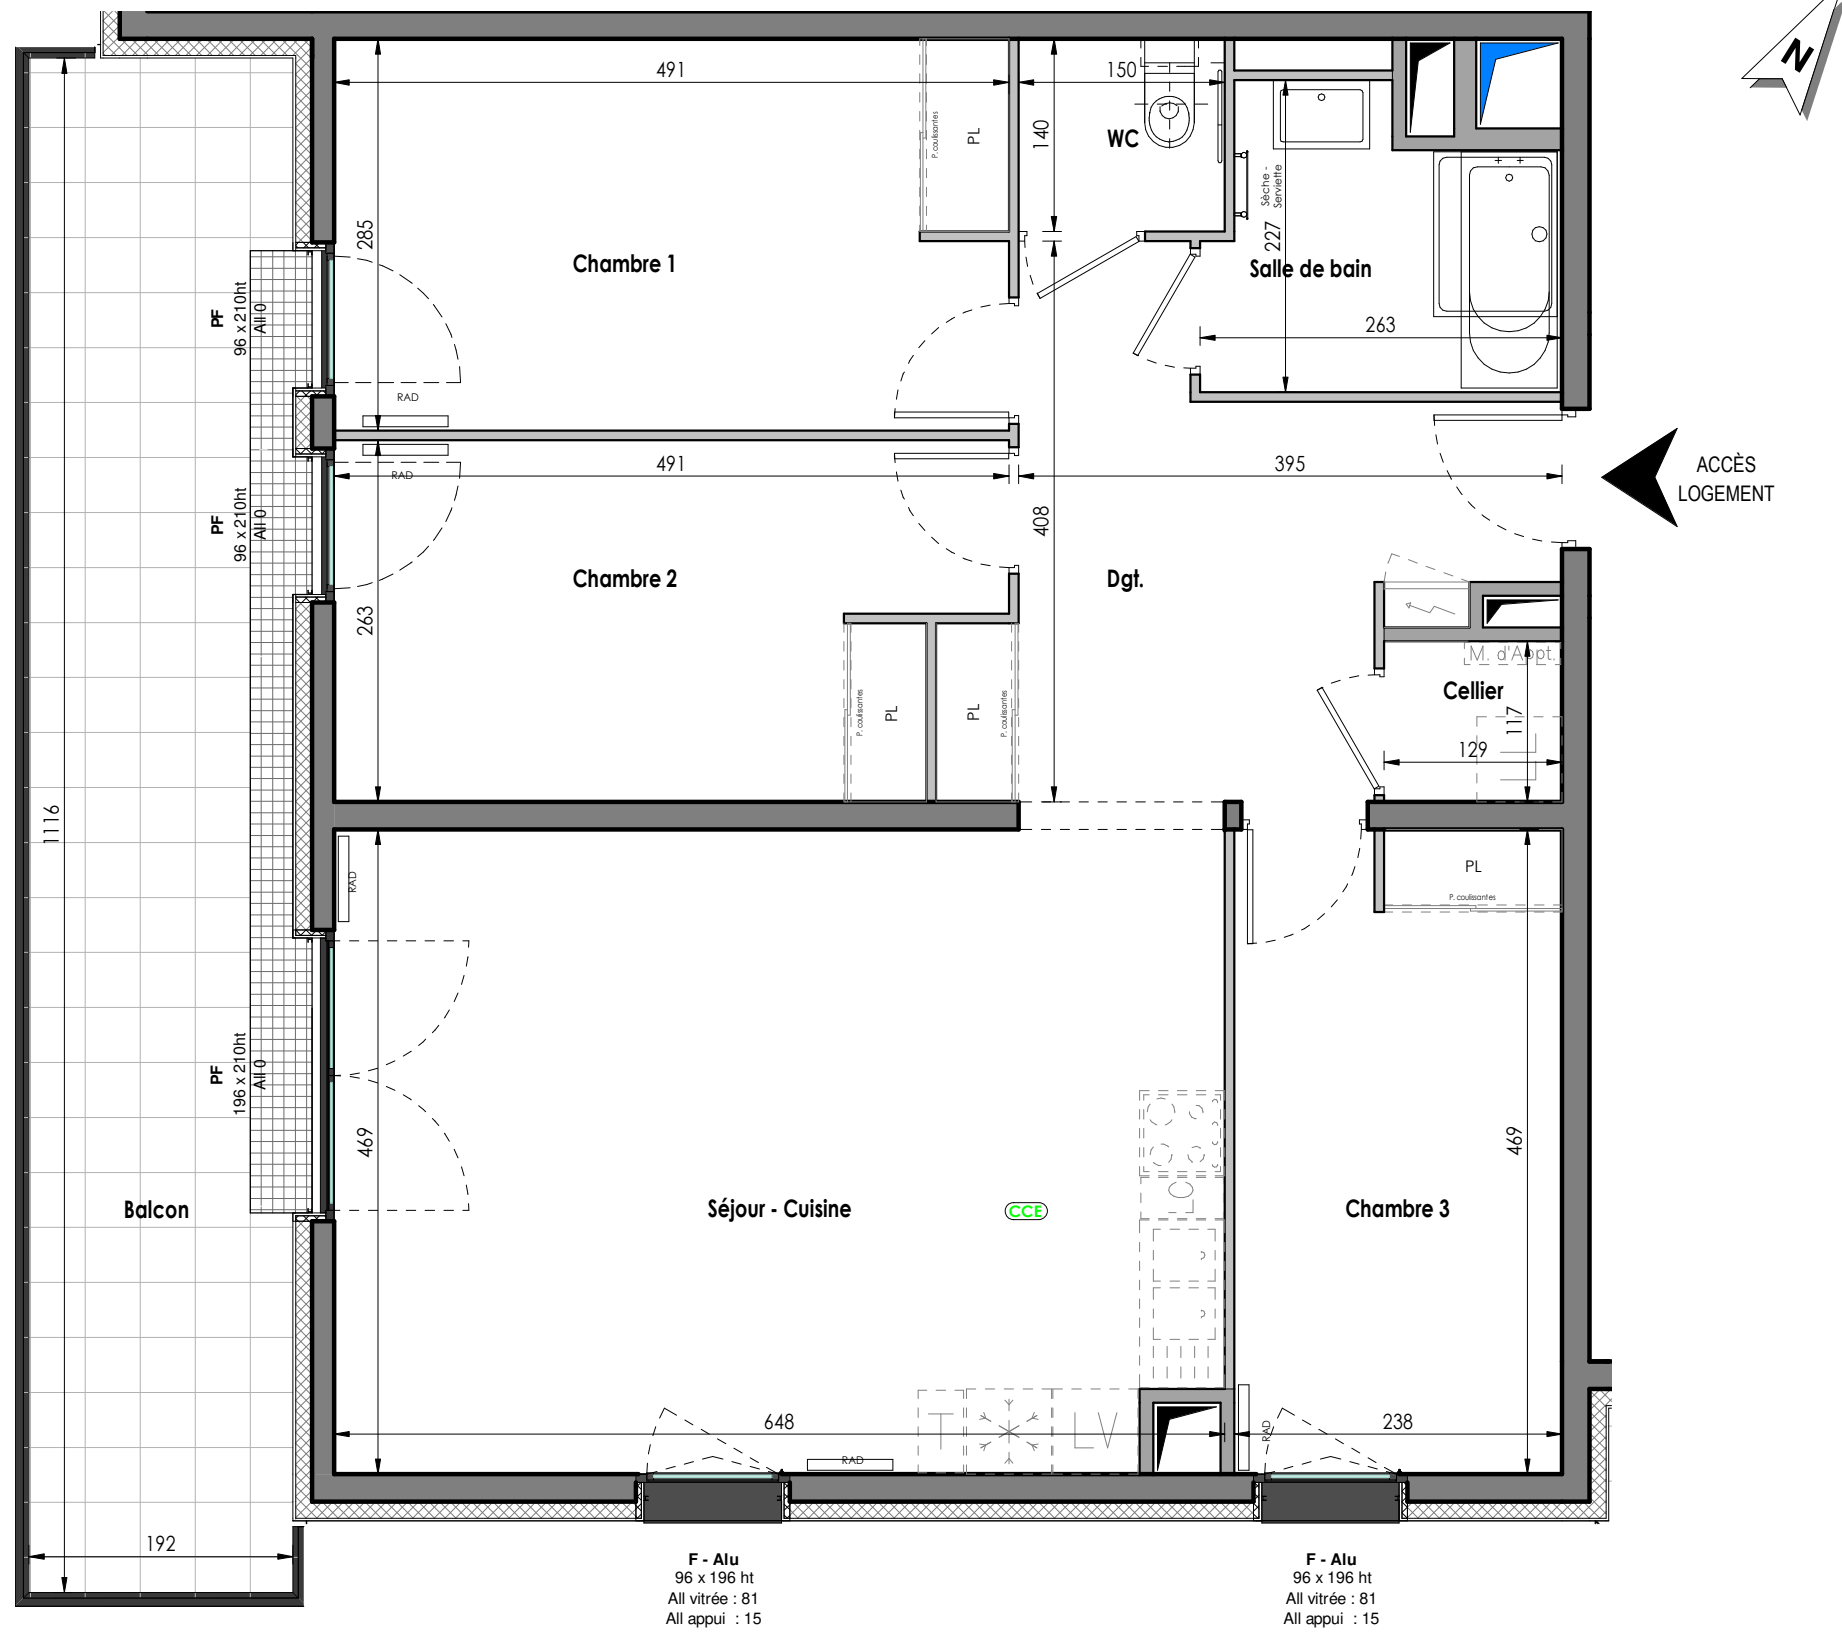 N
491
150
PL
P. coulissantes
WC
140
Sèche -
Serviette
227
285
Chambre 1
Salle de bain
263
PF
96 x 210ht
All 0
RAD
RAD
491
395
ACCÈS
LOGEMENT
408
PF
96 x 210ht
All 0
Chambre 2
Dgt.
263
M. d'Appt.
Cellier
117
129
P. coulissantes
PL
PL
P. coulissantes
1116
RAD
PL
P. coulissantes
PF
196 x 210ht
All 0
469
469
LC
Balcon
Séjour - Cuisine
CCE
Chambre 3
648
T
LV
RAD
RAD
238
192
F - Alu
96 x 196 ht
All vitrée : 81
All appui : 15
F - Alu
96 x 196 ht
All vitrée : 81
All appui : 15